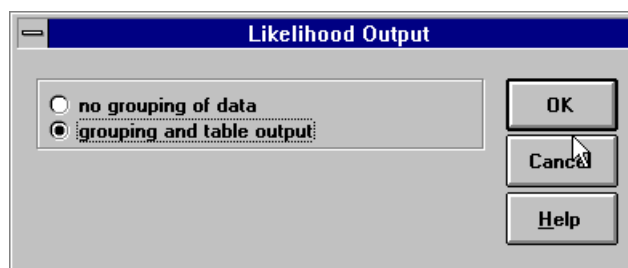 Likelihood Output
no grouping of data
grouping and table output
OK
Cancel
Help